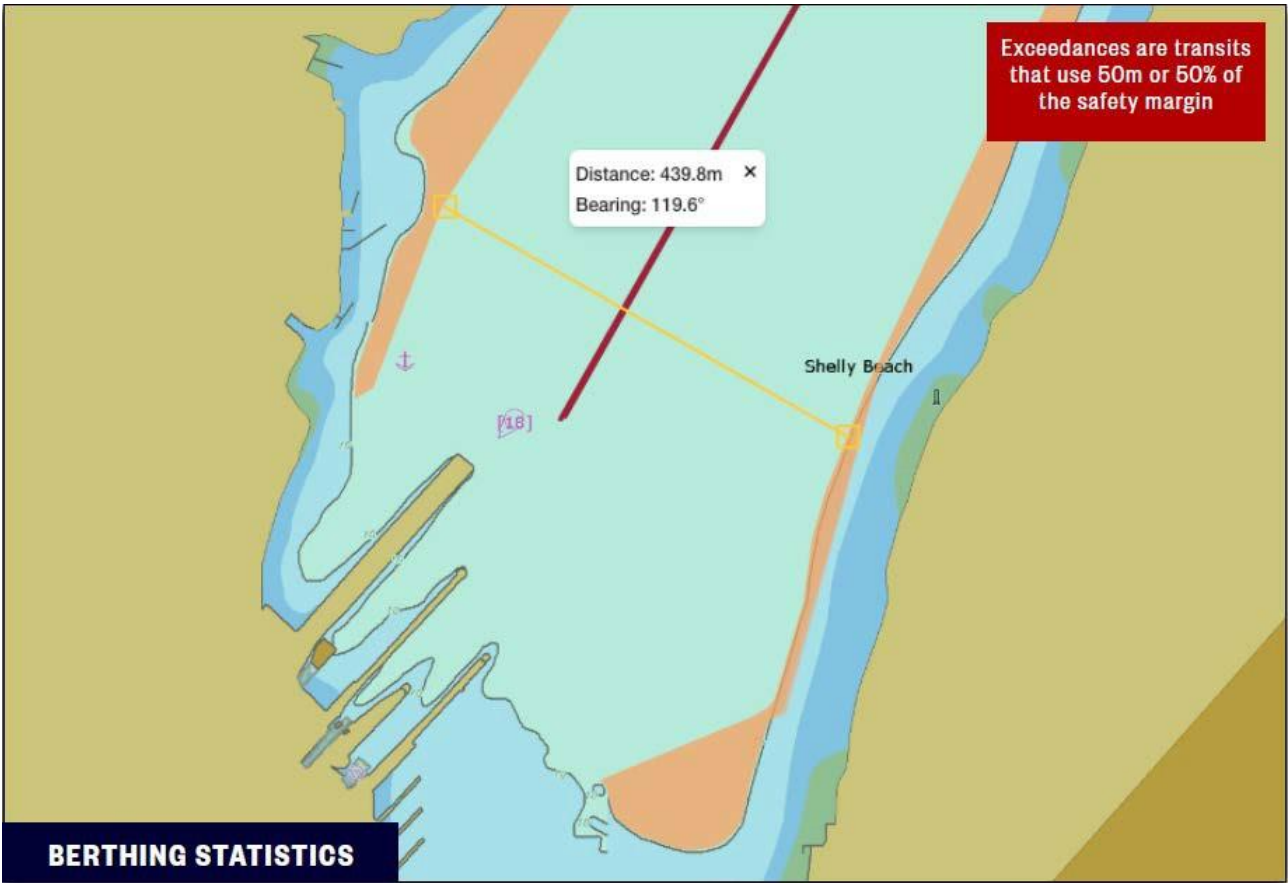 Exceedances are transits
that use 50m or 50% of
the safety margin
Distance: 439.8m ×
Bearing: 119.6°
Shelly Beach
[18]
BERTHING STATISTICS